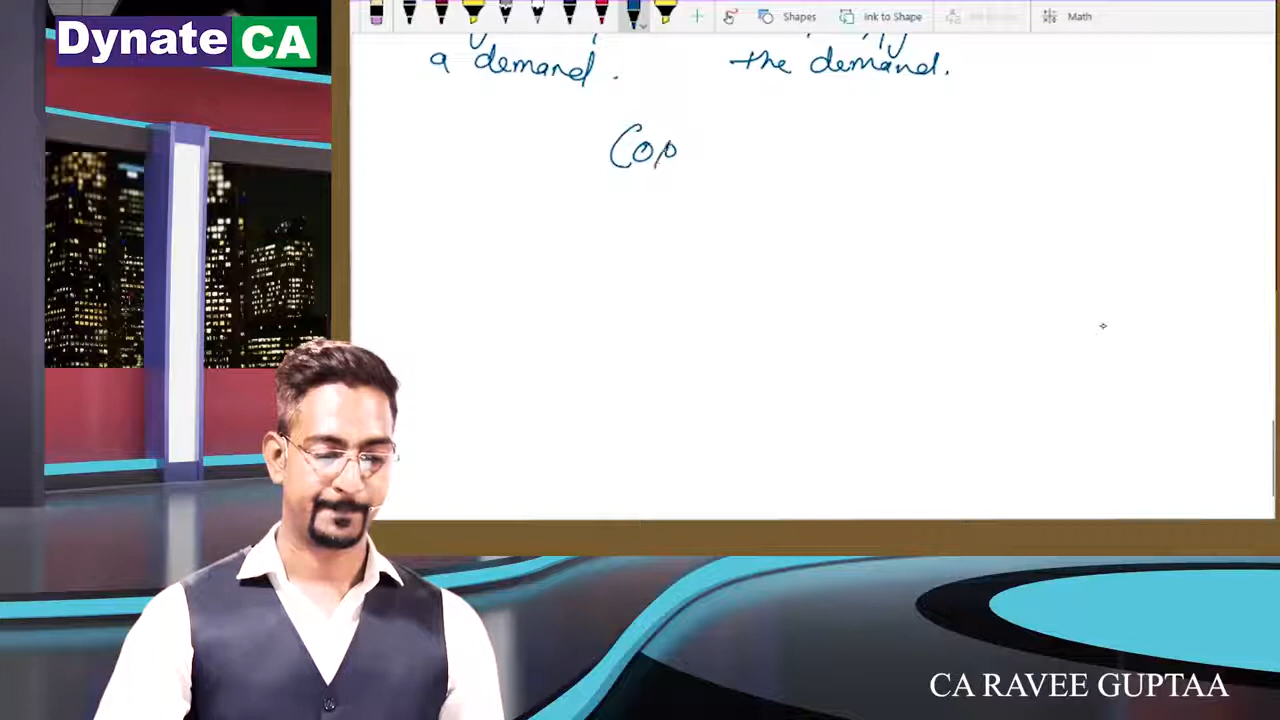 Dynate CA
Shapes
Ink to Shape
Math
a demand.
the demand.
Cop
CA RAVEE GUPTAA